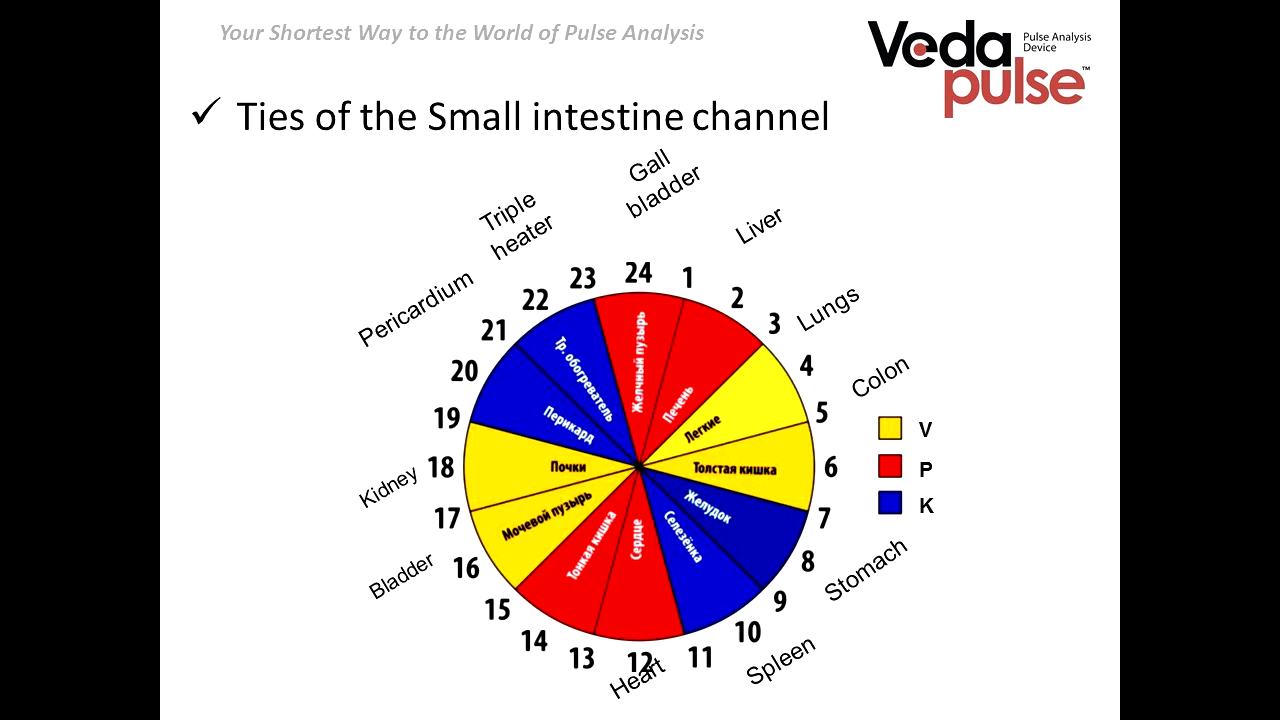 Your Shortest Way to the World of Pulse Analysis
Veda
Pulse Analysis
Device
pulse™
✓ Ties of the Small intestine channel
Gall
bladder
Triple
heater
Liver
Pericardium
Lungs
Colon
Kidney
Bladder
Stomach
Spleen
Heart
24
1
2
3
4
5
6
7
8
9
10
11
12
13
14
15
16
17
18
19
20
21
22
23
Желчный пузырь
Печень
Легкие
Толстая кишка
Желудок
Селезёнка
Сердце
Тонкая кишка
Мочевой пузырь
Почки
Перикард
Тр. обогреватель
V
P
K